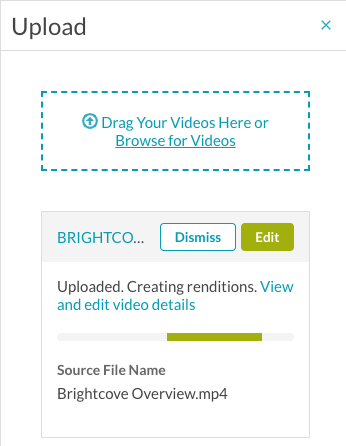 Upload
Drag Your Videos Here or
Browse for Videos
BRIGHTCO...
Dismiss
Edit
Uploaded. Creating renditions. View
and edit video details
Source File Name
Brightcove Overview.mp4